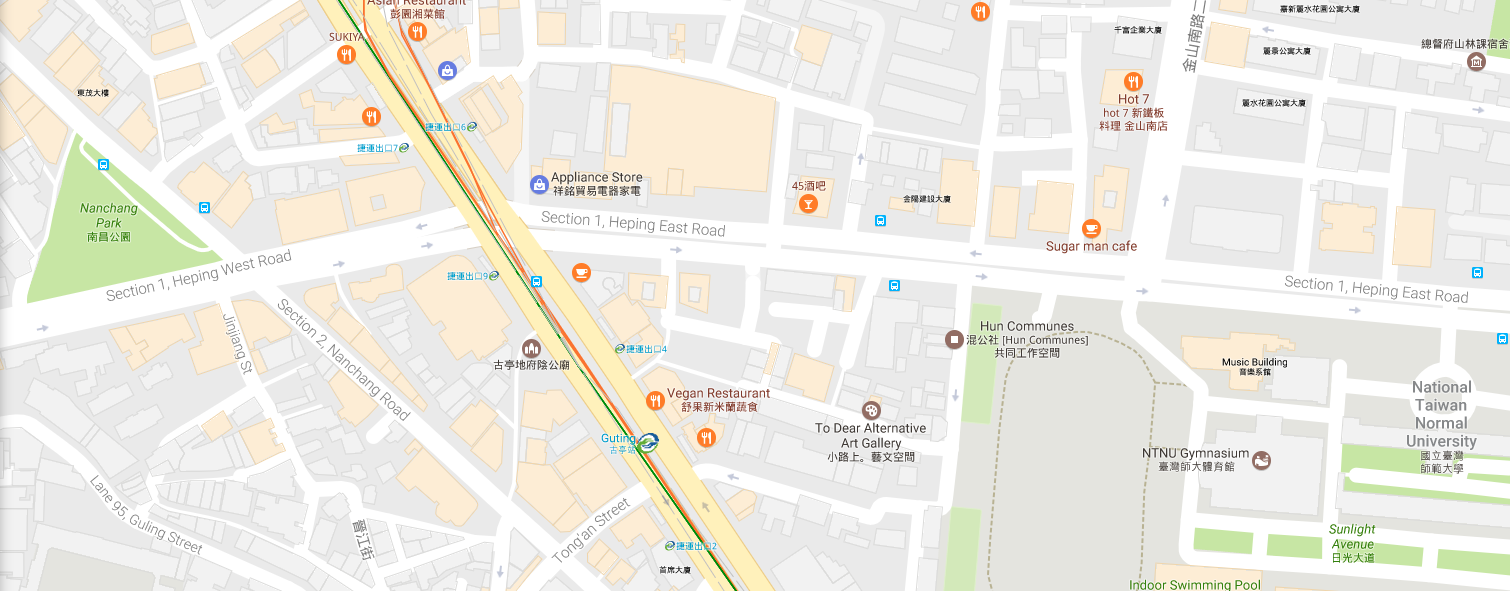 Asian Restaurant
彭園湘菜館
SUKIYA
東茂大樓
捷運出口6
捷運出口7
Appliance Store
祥銘貿易電器家電
45酒吧
金陽建設大廈
Nanchang
Park
南昌公園
Section 1, Heping West Road
Section 1, Heping East Road
捷運出口9
Jinjiang St
Section 2, Nanchang Road
古亭地府陰公廟
捷運出口4
Vegan Restaurant
舒果新米蘭蔬食
Guting
古亭站
To Dear Alternative
Art Gallery
小路上。藝文空間
Hun Communes
混公社 [Hun Communes]
共同工作空間
Lane 95, Guling Street
晉江街
Tong'an Street
捷運出口2
首席大廈
金山南路二
千富企業大廈
臺新麗水花園公寓大廈
麗景公寓大廈
總督府山林課宿舍
麗水花園公寓大廈
Hot 7
hot 7 新鐵板
料理 金山南店
Sugar man cafe
Section 1, Heping East Road
Music Building
音樂系館
National
Taiwan
Normal
University
國立臺灣
師範大學
NTNU Gymnasium
臺灣師大體育館
Sunlight
Avenue
日光大道
Indoor Swimming Pool